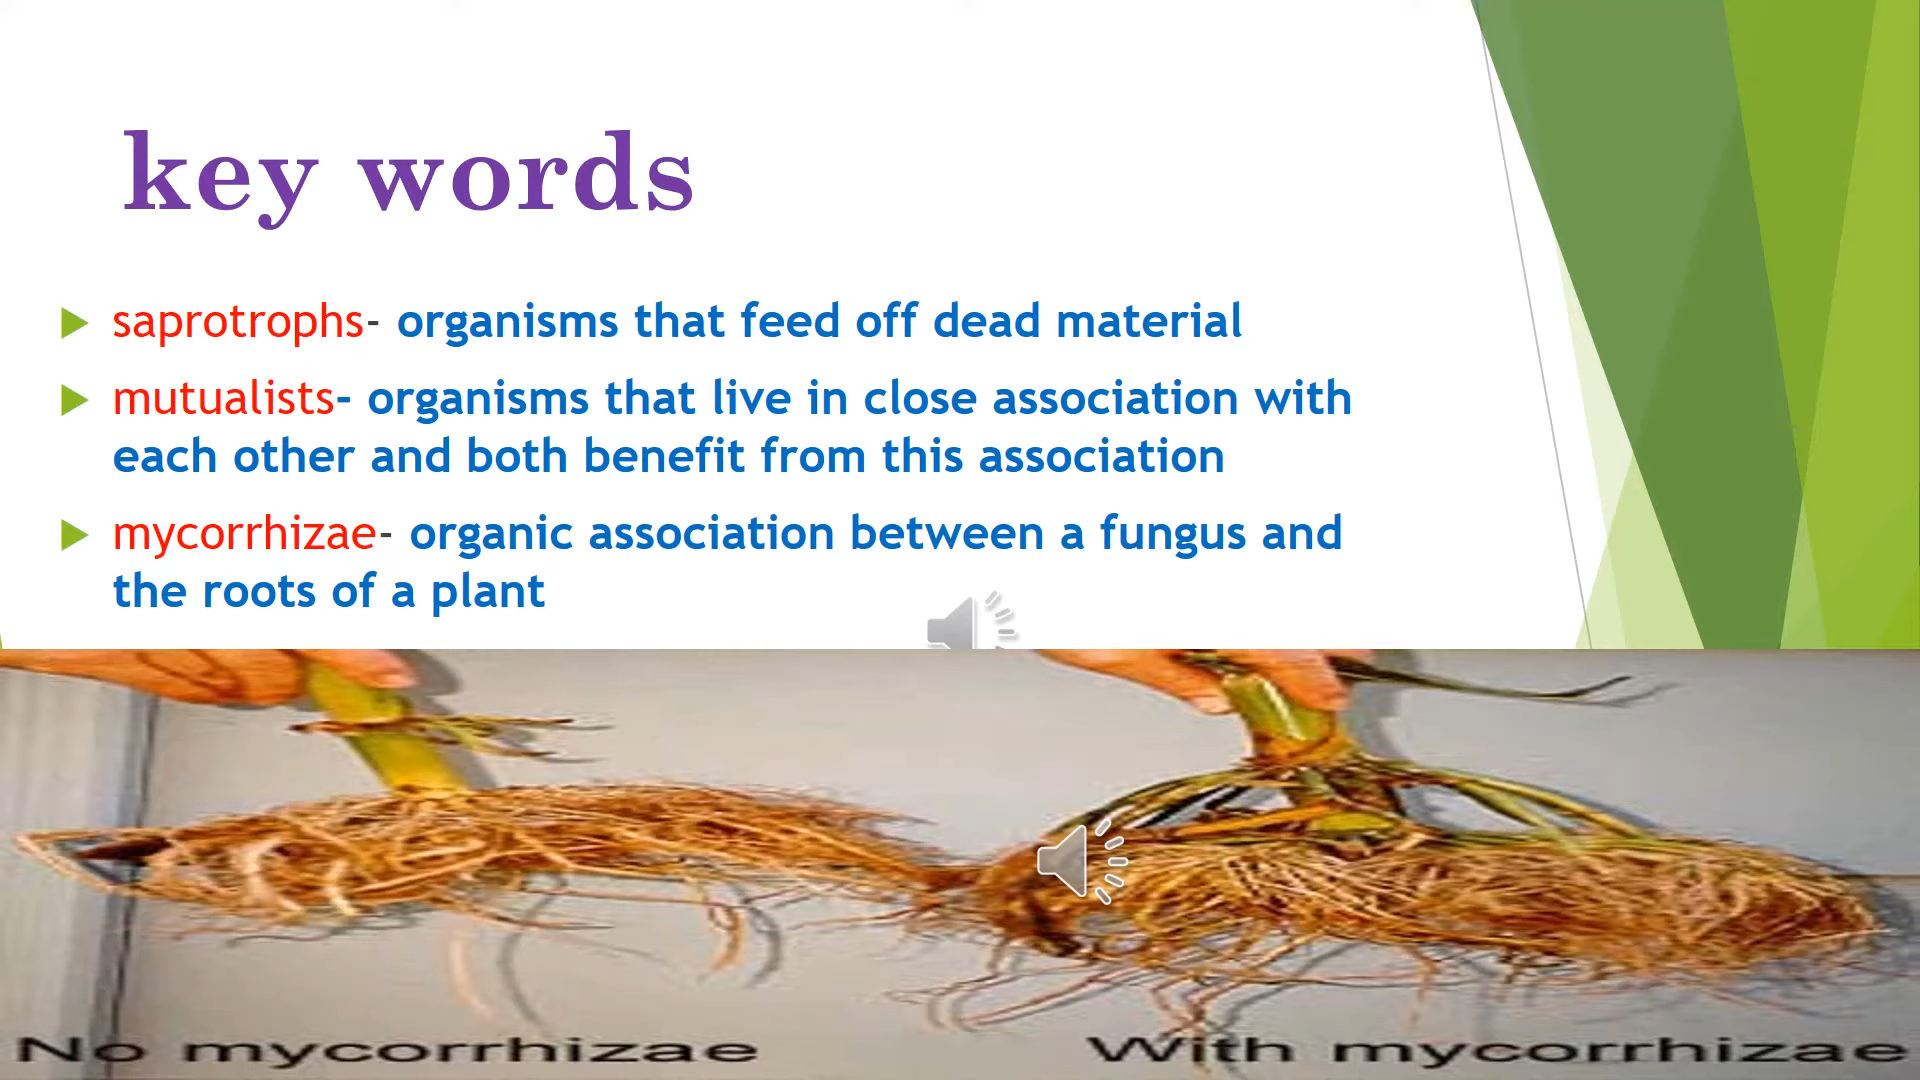 key words
saprotrophs- organisms that feed off dead material
mutualists- organisms that live in close association with
each other and both benefit from this association
mycorrhizae- organic association between a fungus and
the roots of a plant
No mycorrhizae
With mycorrhizae